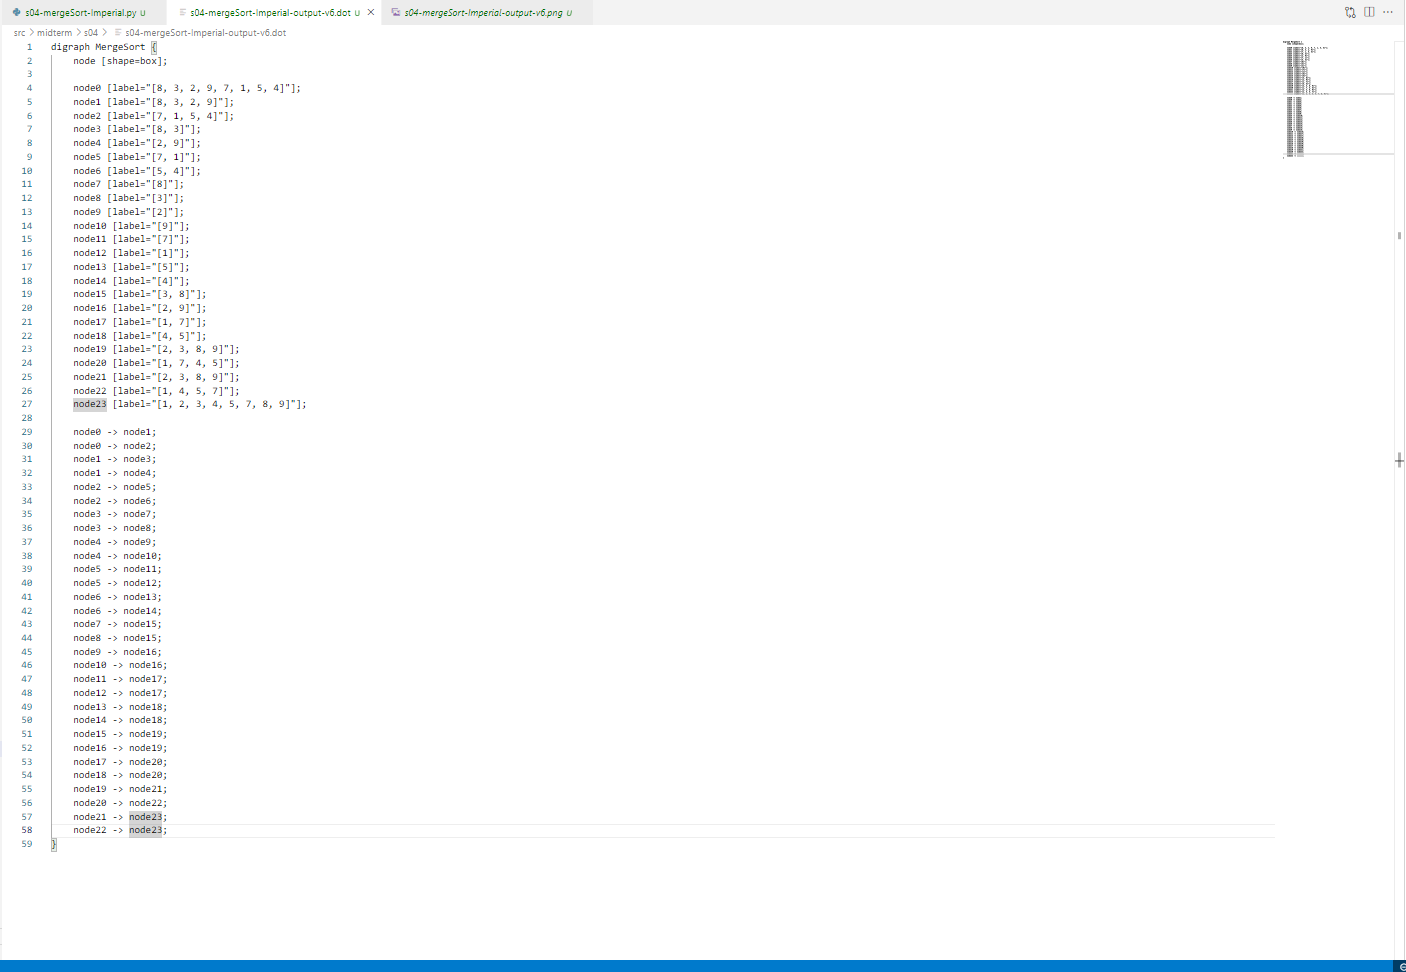 s04-mergeSort-Imperial.py U
s04-mergeSort-Imperial-output-v6.dot U
s04-mergeSort-Imperial-output-v6.png U
src > midterm > s04 > s04-mergeSort-Imperial-output-v6.dot
1 digraph MergeSort {
2 node [shape=box];
3
4 node0 [label="[8, 3, 2, 9, 7, 1, 5, 4]"];
5 node1 [label="[8, 3, 2, 9]"];
6 node2 [label="[7, 1, 5, 4]"];
7 node3 [label="[8, 3]"];
8 node4 [label="[2, 9]"];
9 node5 [label="[7, 1]"];
10 node6 [label="[5, 4]"];
11 node7 [label="[8]"];
12 node8 [label="[3]"];
13 node9 [label="[2]"];
14 node10 [label="[9]"];
15 node11 [label="[7]"];
16 node12 [label="[1]"];
17 node13 [label="[5]"];
18 node14 [label="[4]"];
19 node15 [label="[3, 8]"];
20 node16 [label="[2, 9]"];
21 node17 [label="[1, 7]"];
22 node18 [label="[4, 5]"];
23 node19 [label="[2, 3, 8, 9]"];
24 node20 [label="[1, 7, 4, 5]"];
25 node21 [label="[2, 3, 8, 9]"];
26 node22 [label="[1, 4, 5, 7]"];
27 node23 [label="[1, 2, 3, 4, 5, 7, 8, 9]"];
28
29 node0 -> node1;
30 node0 -> node2;
31 node1 -> node3;
32 node1 -> node4;
33 node2 -> node5;
34 node2 -> node6;
35 node3 -> node7;
36 node3 -> node8;
37 node4 -> node9;
38 node4 -> node10;
39 node5 -> node11;
40 node5 -> node12;
41 node6 -> node13;
42 node6 -> node14;
43 node7 -> node15;
44 node8 -> node15;
45 node9 -> node16;
46 node10 -> node16;
47 node11 -> node17;
48 node12 -> node17;
49 node13 -> node18;
50 node14 -> node18;
51 node15 -> node19;
52 node16 -> node19;
53 node17 -> node20;
54 node18 -> node20;
55 node19 -> node21;
56 node20 -> node22;
57 node21 -> node23;
58 node22 -> node23;
59 }